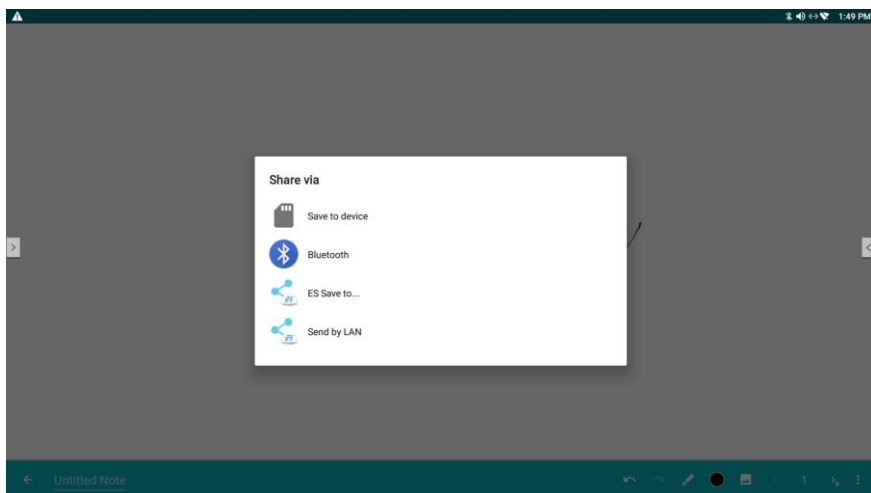 1:49 PM
Share via
Save to device
Bluetooth
ES Save to...
Send by LAN
Untitled Note
1